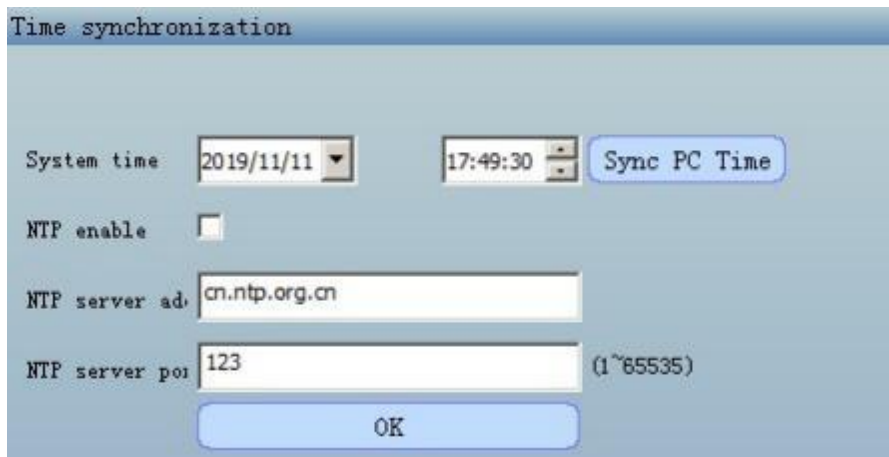 Time synchronization
System time 2019/11/11 17:49:30 Sync PC Time
NTP enable
NTP server ad
cn.ntp.org.cn
NTP server po
123 (1~65535)
OK